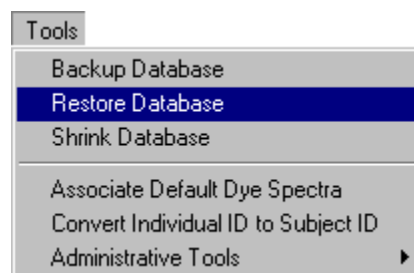 Tools
Backup Database
Restore Database
Shrink Database
Associate Default Dye Spectra
Convert Individual ID to Subject ID
Administrative Tools